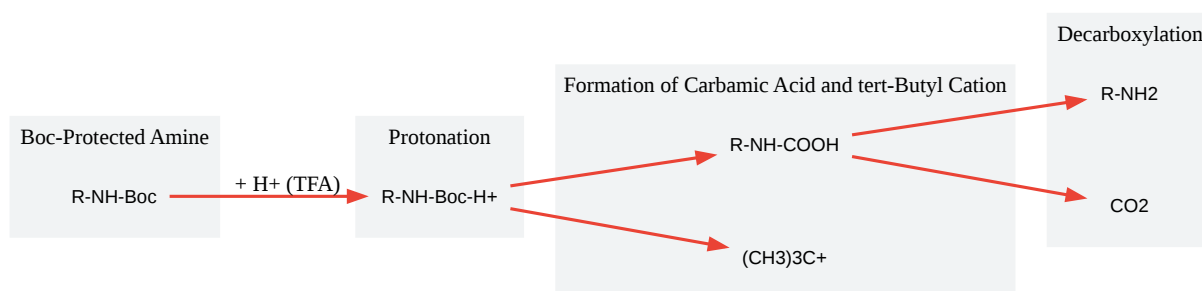 Boc-Protected Amine
R-NH-Boc
+ H+ (TFA)
Protonation
R-NH-Boc-H+
Formation of Carbamic Acid and tert-Butyl Cation
R-NH-COOH
(CH3)3C+
Decarboxylation
R-NH2
CO2